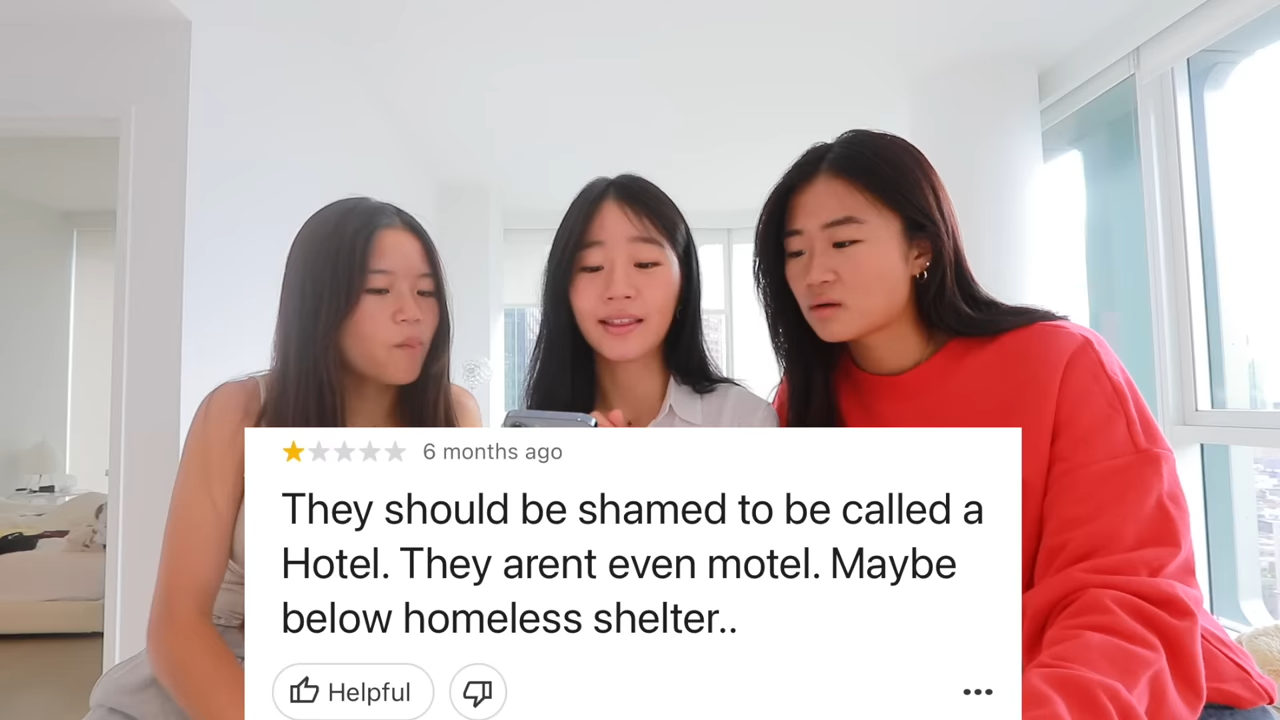 6 months ago
They should be shamed to be called a
Hotel. They arent even motel. Maybe
below homeless shelter..
Helpful